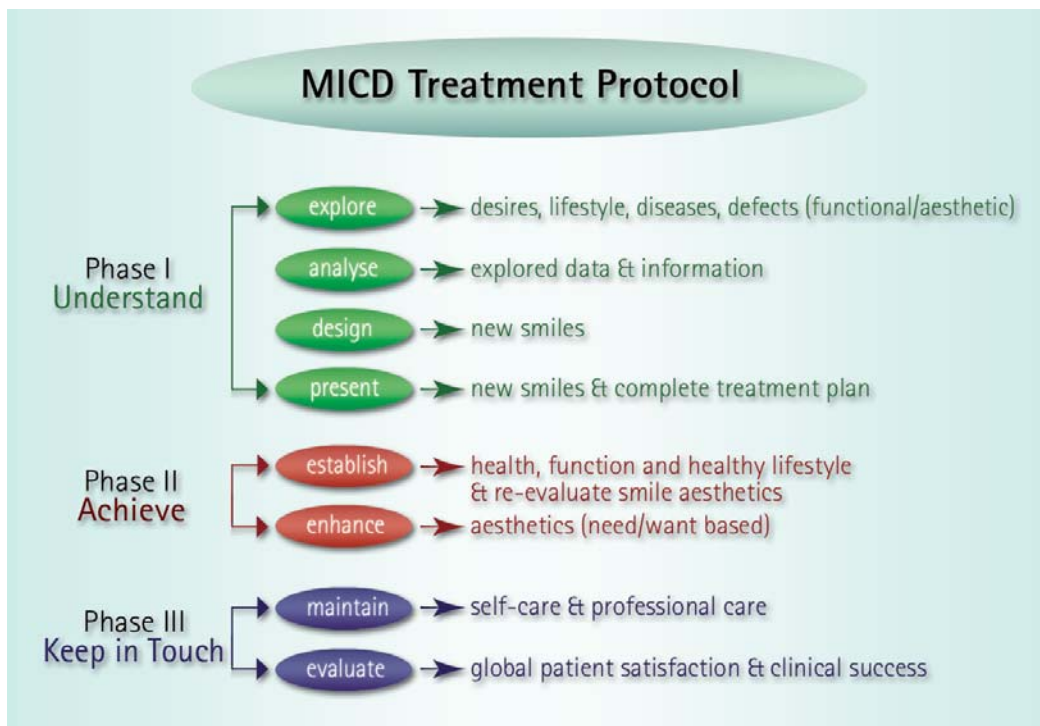 MICD Treatment Protocol
Phase I
Understand
explore
desires, lifestyle, diseases, defects (functional/aesthetic)
analyse
explored data & information
design
new smiles
present
new smiles & complete treatment plan
Phase II
Achieve
establish
health, function and healthy lifestyle
& re-evaluate smile aesthetics
enhance
aesthetics (need/want based)
Phase III
Keep in Touch
maintain
self-care & professional care
evaluate
global patient satisfaction & clinical success